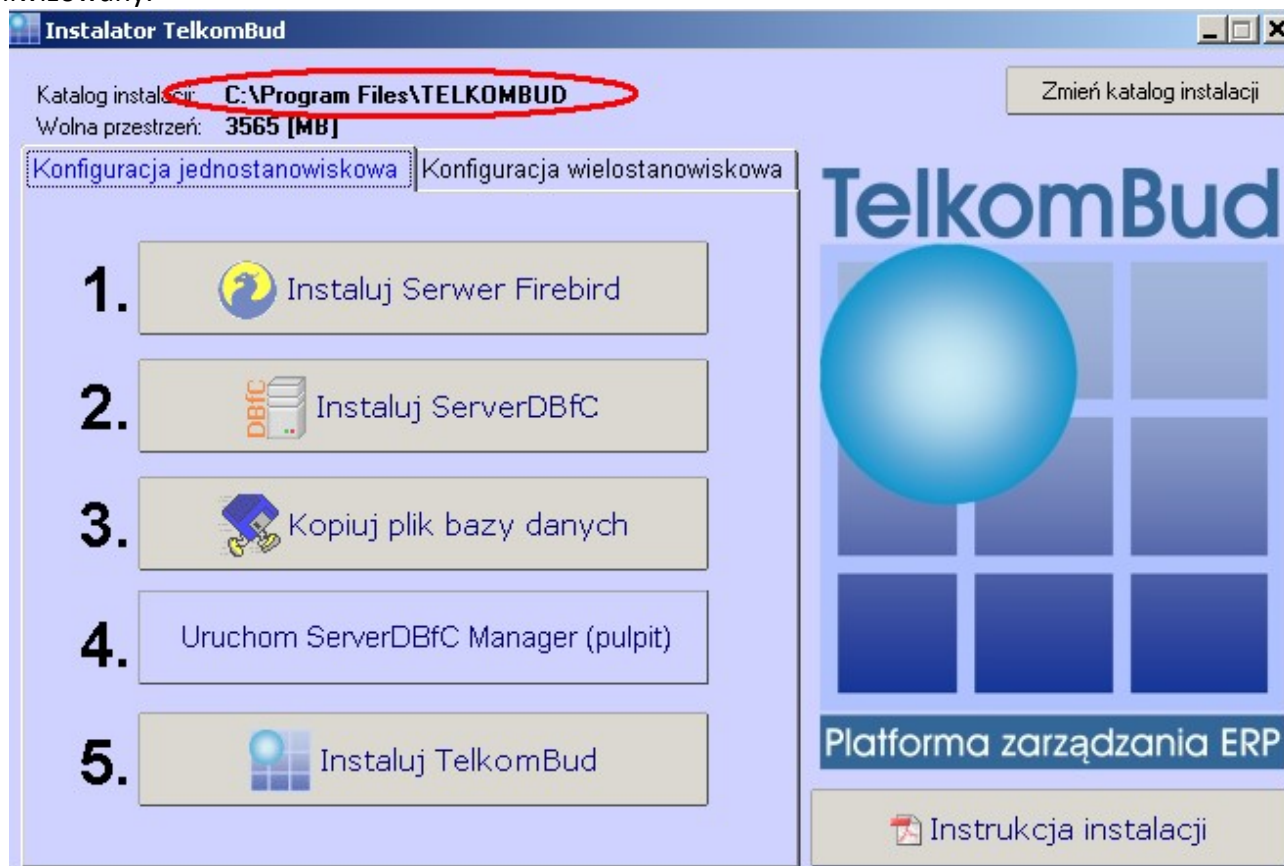 Instalator TelkomBud
Katalog instalacji: C:\Program Files\TELKOMBUD
Zmień katalog instalacji
Wolna przestrzeń: 3565 [MB]
Konfiguracja jednostanowiskowa Konfiguracja wielostanowiskowa
TelkomBud
1. Instaluj Serwer Firebird
2. DBfC Instaluj ServerDBfC
3. Kopiuj plik bazy danych
4. Uruchom ServerDBfC Manager (pulpit)
5. Instaluj TelkomBud
Platforma zarządzania ERP
Instrukcja instalacji